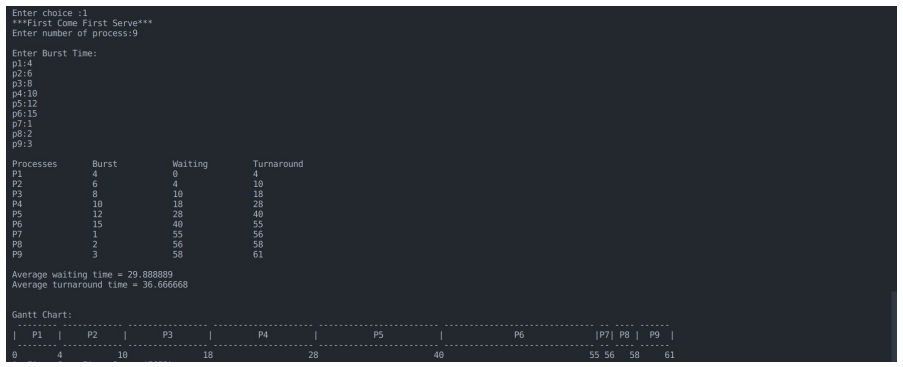 Enter choice :1
***First Come First Serve***
Enter number of process:9
Enter Burst Time:
p1:4
p2:6
p3:8
p4:10
p5:12
p6:15
p7:1
p8:2
p9:3
Processes Burst Waiting Turnaround
P1 4 0 4
P2 6 4 10
P3 8 10 18
P4 10 18 28
P5 12 28 40
P6 15 40 55
P7 1 55 56
P8 2 56 58
P9 3 58 61
Average waiting time = 29.888889
Average turnaround time = 36.666668
Gantt Chart:
| P1 | P2 | P3 | P4 | P5 | P6 |P7| P8 | P9 |
0 4 10 18 28 40 55 56 58 61